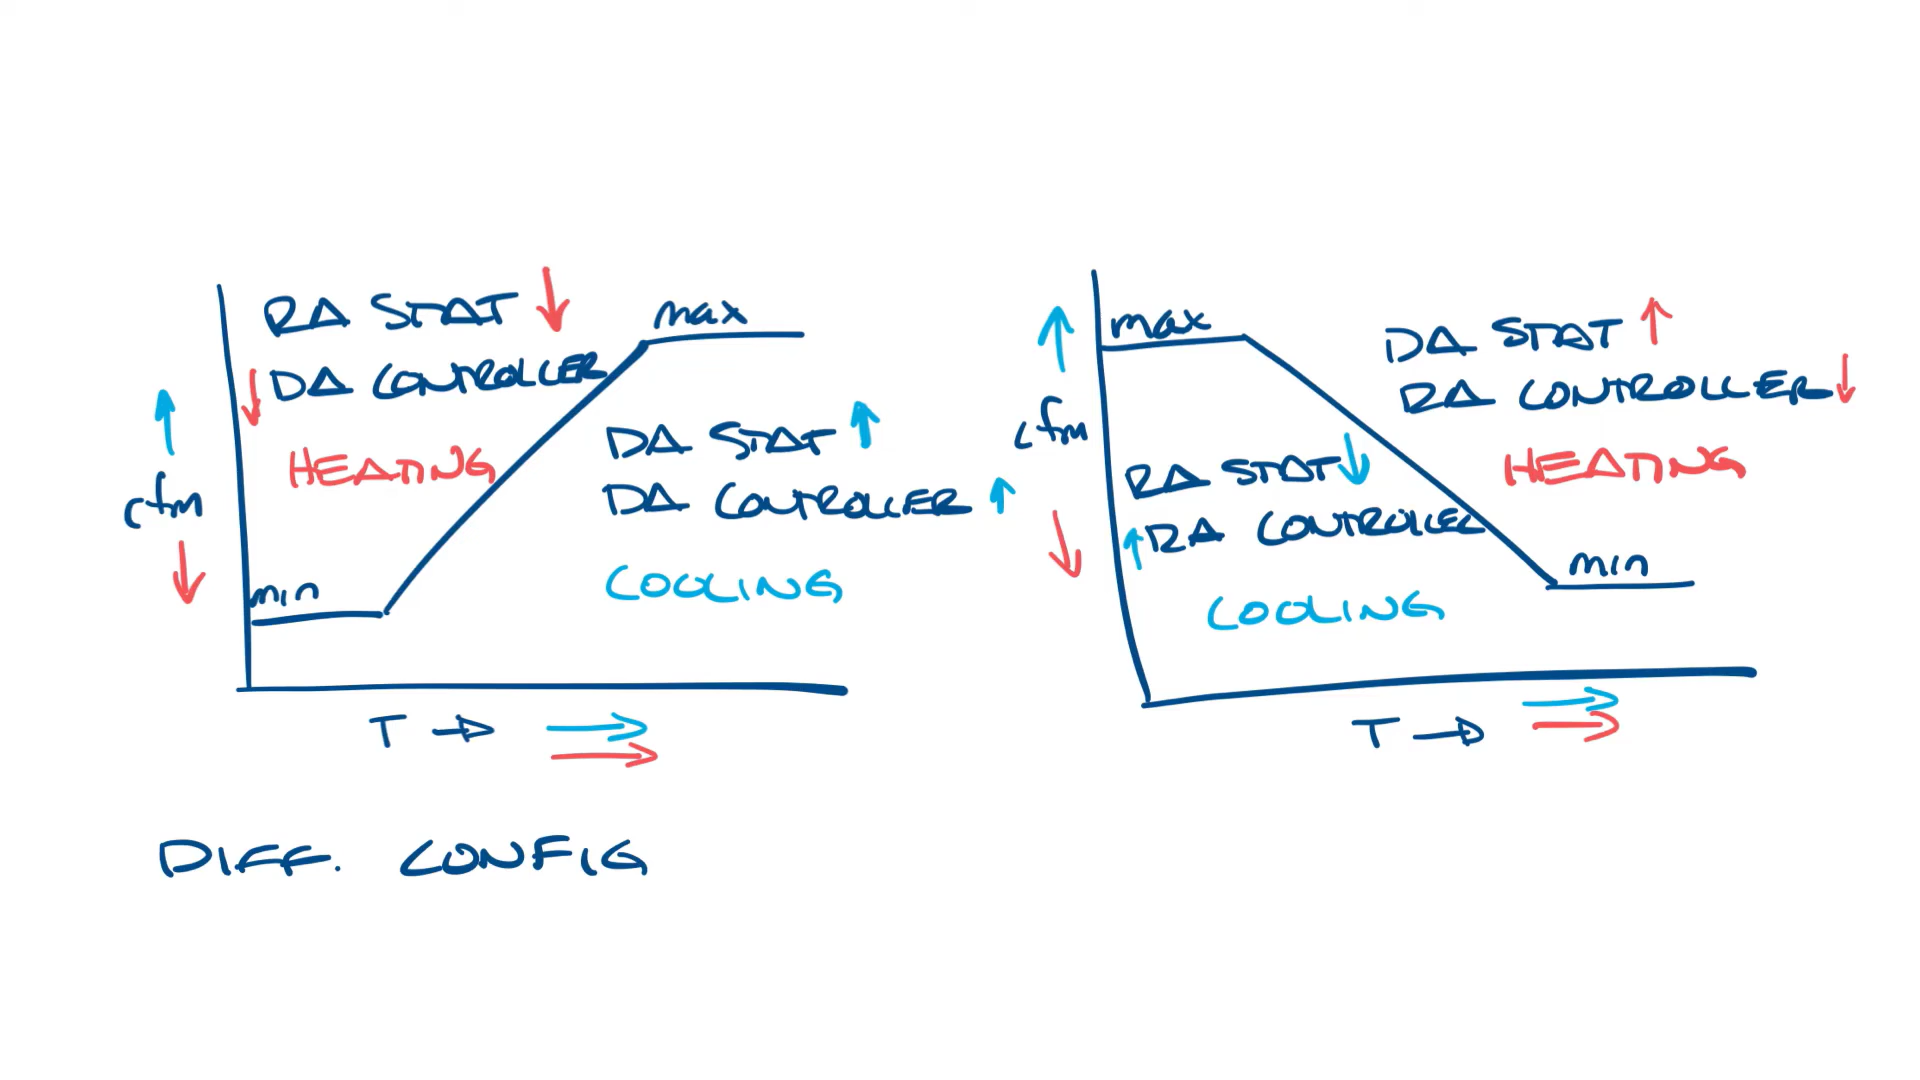 RA STAT ↓
max
↓ DA CONTROLLER
HEATING
cfm
DA STAT ↑
DA CONTROLLER ↑
COOLING
min
T →
max
DA STAT ↑
RA CONTROLLER ↓
HEATING
cfm
RA STAT ↓
↑ RA CONTROLLER
COOLING
min
T →
DIFF. CONFIG